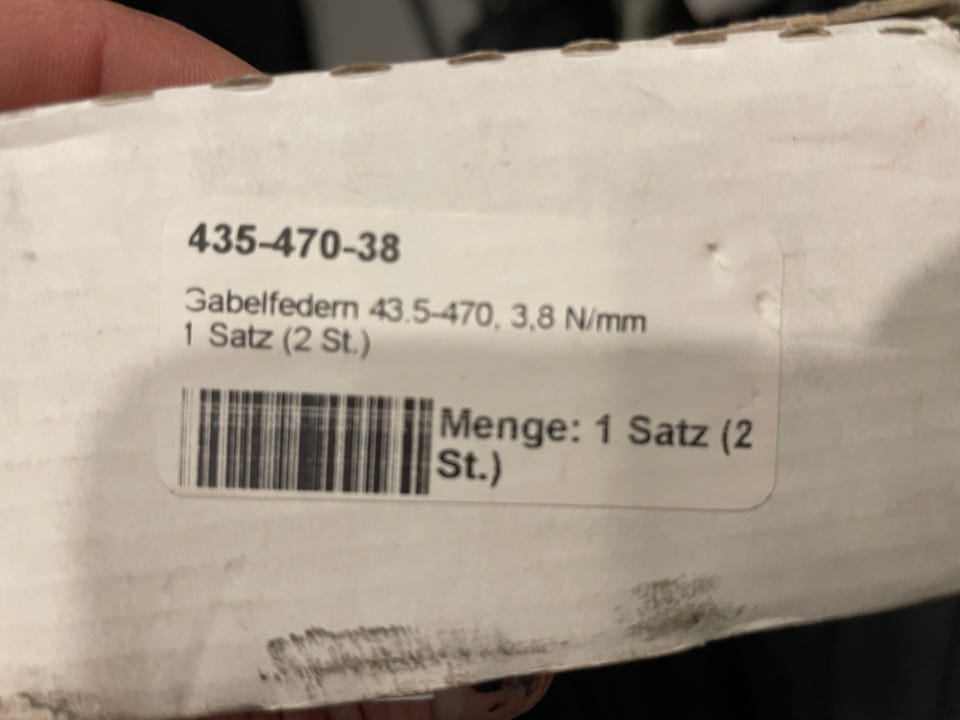 435-470-38
Gabelfedern 43.5-470, 3,8 N/mm
1 Satz (2 St.)
Menge: 1 Satz (2
St.)